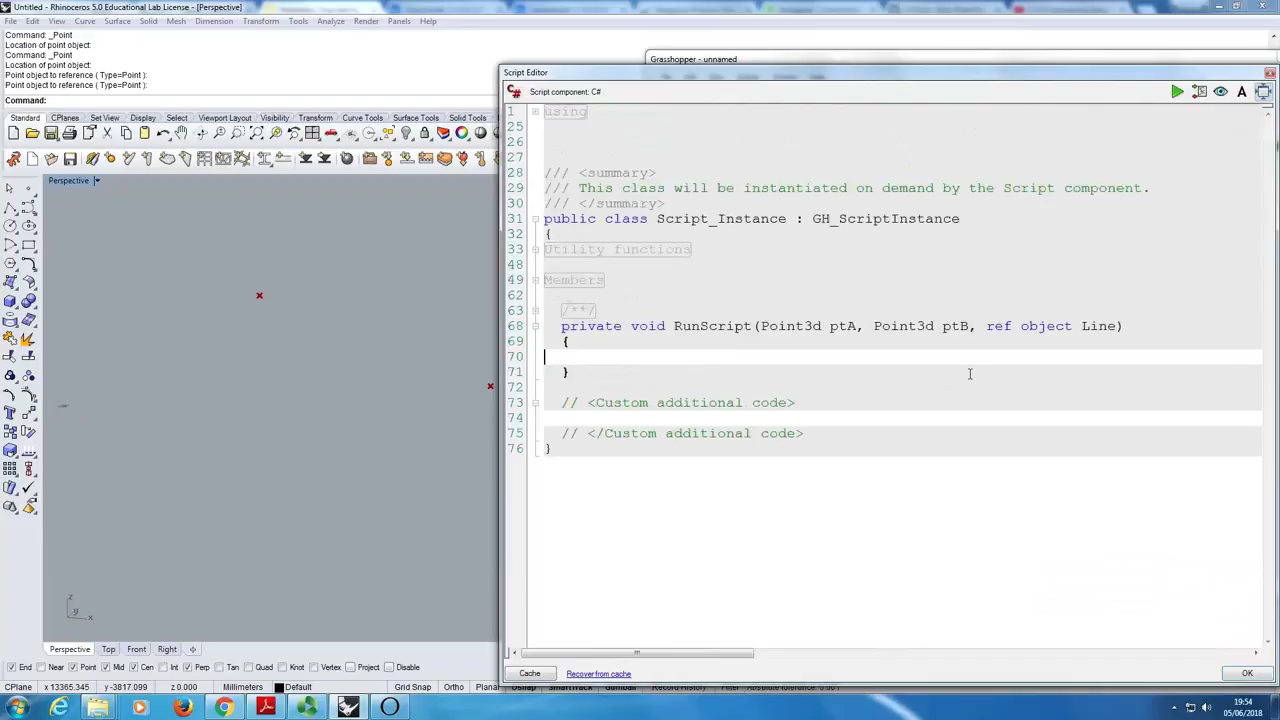 Untitled - Rhinoceros 5.0 Educational Lab License - [Perspective]
File Edit View Curve Surface Solid Mesh Dimension Transform Tools Analyze Render Panels Help
Command: _Point
Location of point object:
Command: _Point
Location of point object:
Point object to reference ( Type=Point ):
Point object to reference ( Type=Point ):
Command:
Standard CPlanes Set View Display Select Viewport Layout Visibility Transform Curve Tools Surface Tools Solid Tools
Perspective
Grasshopper - unnamed
Script Editor
C# Script component: C#
1 using
25
26
27
28 /// <summary>
29 /// This class will be instantiated on demand by the Script component.
30 /// </summary>
31 public class Script_Instance : GH_ScriptInstance
32 {
33 Utility functions
48
49 Members
62
63 /**/
68 private void RunScript(Point3d ptA, Point3d ptB, ref object Line)
69 {
70
71 }
72
73 // <Custom additional code>
74
75 // </Custom additional code>
76 }
z
y
x
Perspective Top Front Right
End Near Point Mid Cen Int Perp Tan Quad Knot Vertex Project Disable
Cache Recover from cache OK
CPlane x 13365.345 y -3817.099 z 0.000 Millimeters Default Grid Snap Ortho Planar Osnap SmartTrack Gumball Record History Filter
19:54
05/06/2018